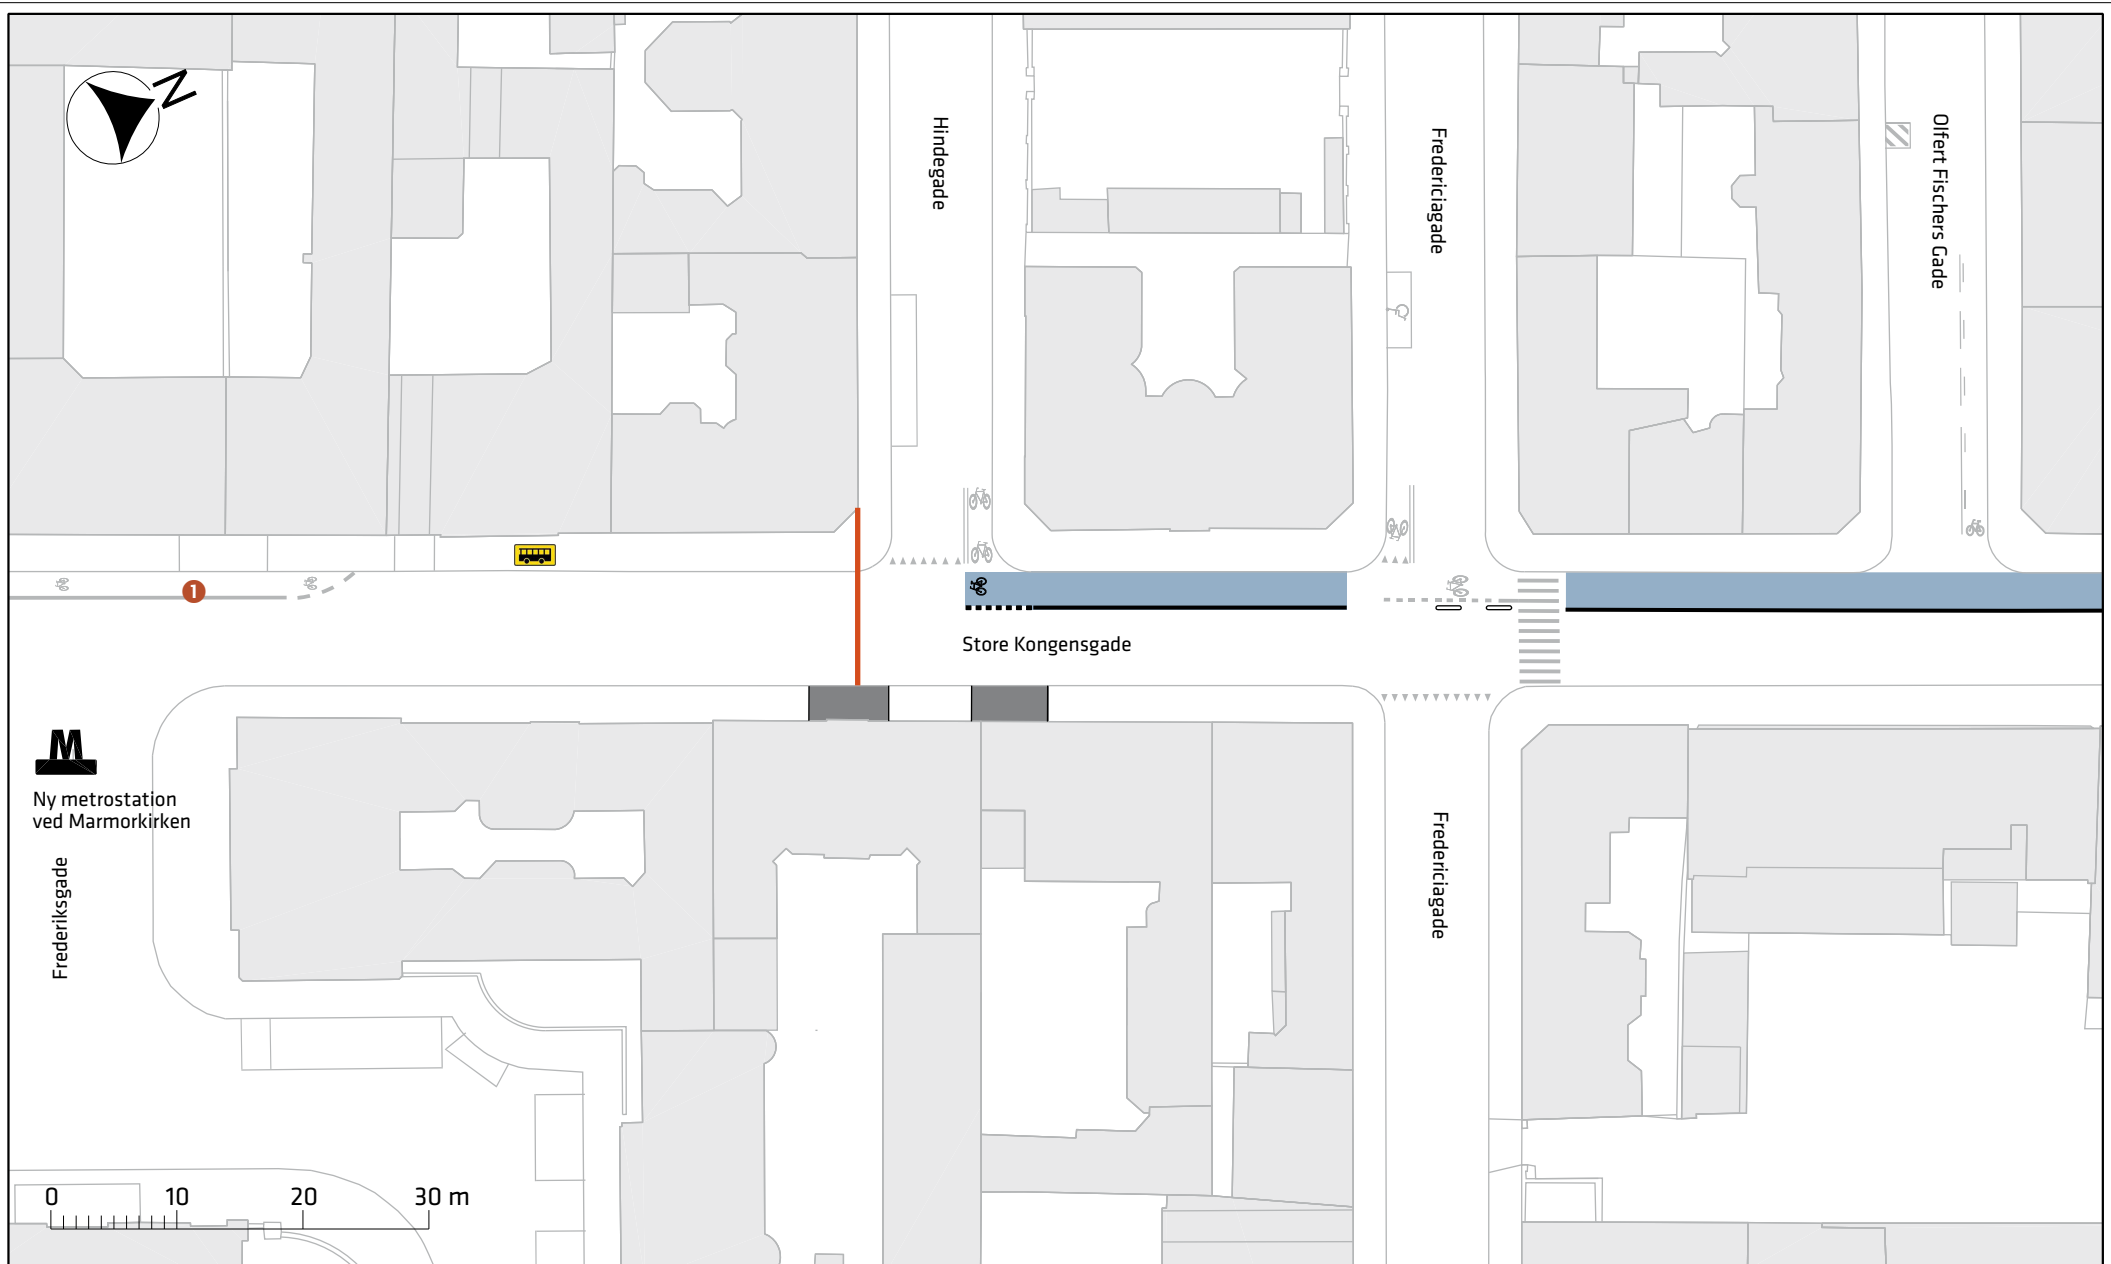 N
Hindegade
Fredericiagade
Olfert Fischers Gade
1
Store Kongensgade
M
Ny metrostation
ved Marmorkirken
Frederiksgade
Fredericiagade
0 10 20 30 m